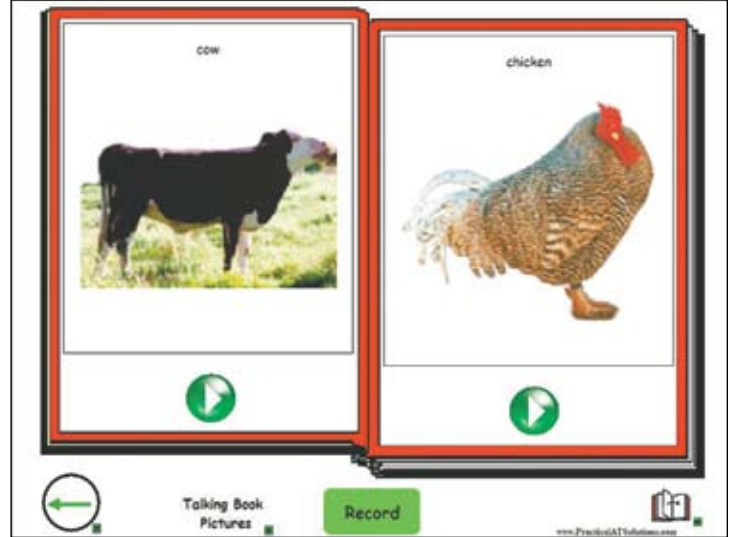 cow
chicken
Talking Book
Pictures
Record
www.PracticalATSolutions.com